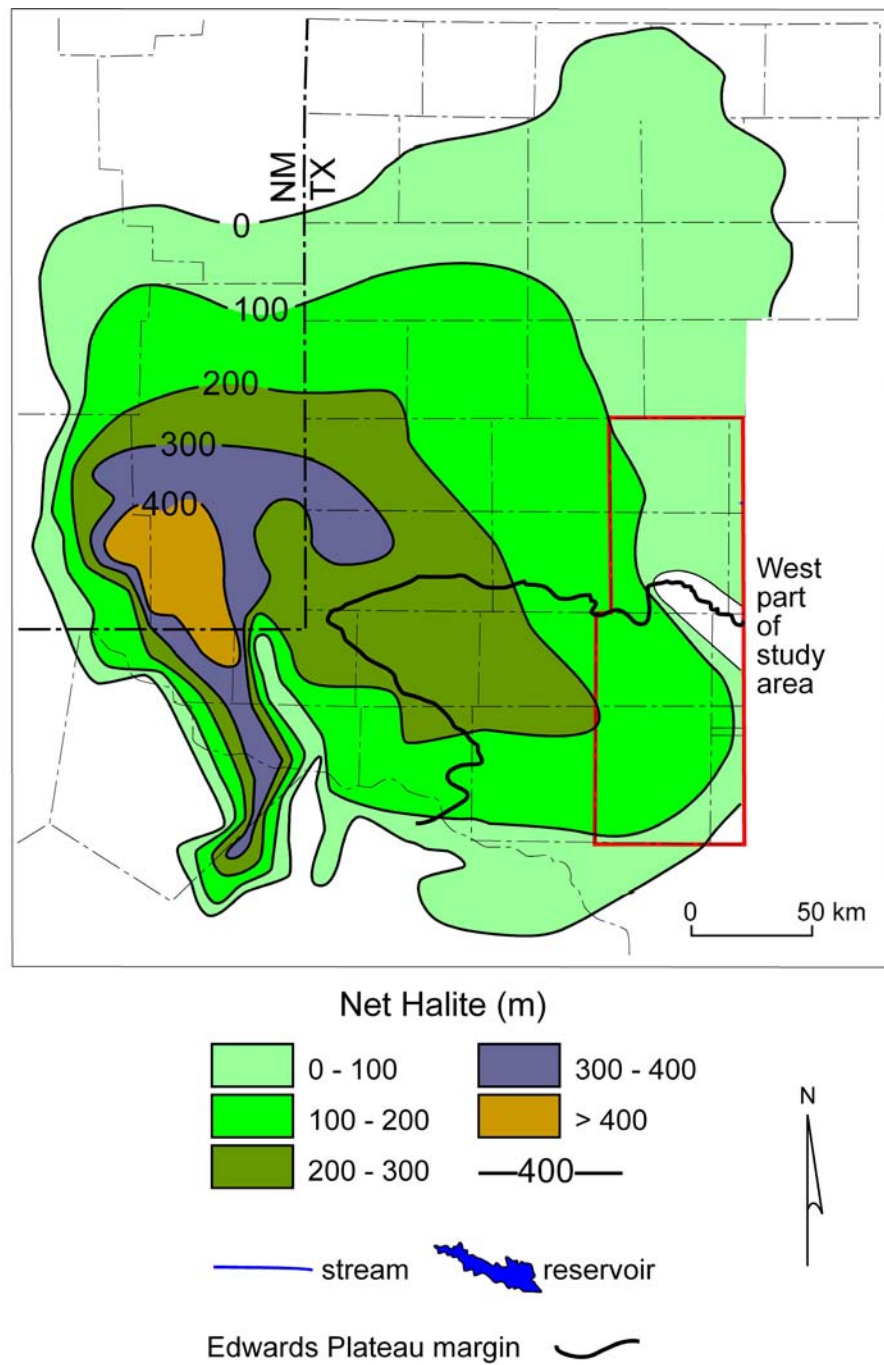 NM
TX
0
100
200
300
400
West
part
of
study
area
0 50 km
Net Halite (m)
0 - 100
300 - 400
100 - 200
> 400
200 - 300
400
N
stream
reservoir
Edwards Plateau margin